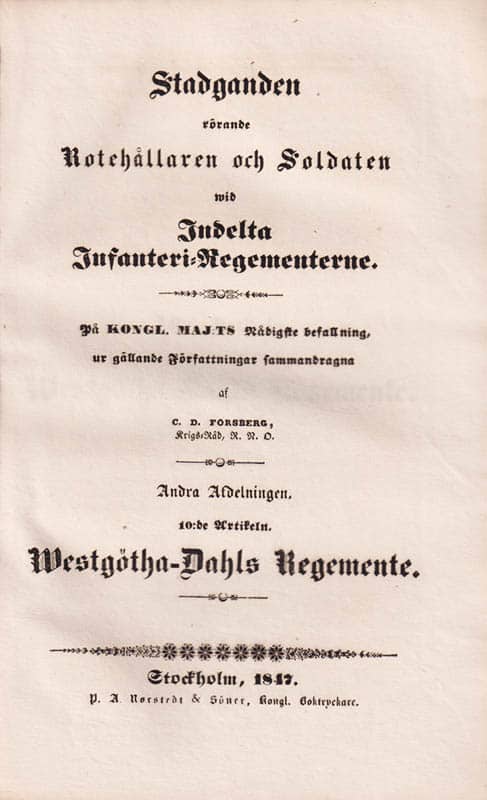 Stadganden
rörande
Rotehållaren och Soldaten
wid
Indelta
Infanteri-Regementerne.
På KONGL. MAJ:TS Nådigste befallning,
ur gällande Författningar sammandragna
af
C. D. FORSBERG,
Krigs-Råd, R. N. O.
Andra Afdelningen.
10:de Artikeln.
Westgötha-Dahls Regemente.
Stockholm, 1847.
P. A. Norstedt & Söner, Kongl. Boktryckare.